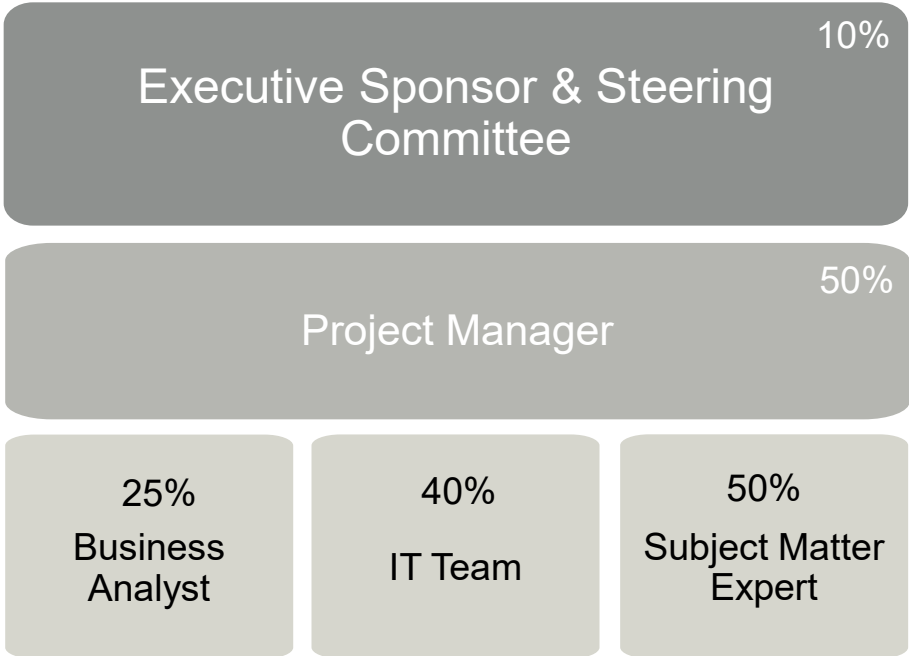 10%
Executive Sponsor & Steering
Committee
50%
Project Manager
25%
Business
Analyst
40%
IT Team
50%
Subject Matter
Expert